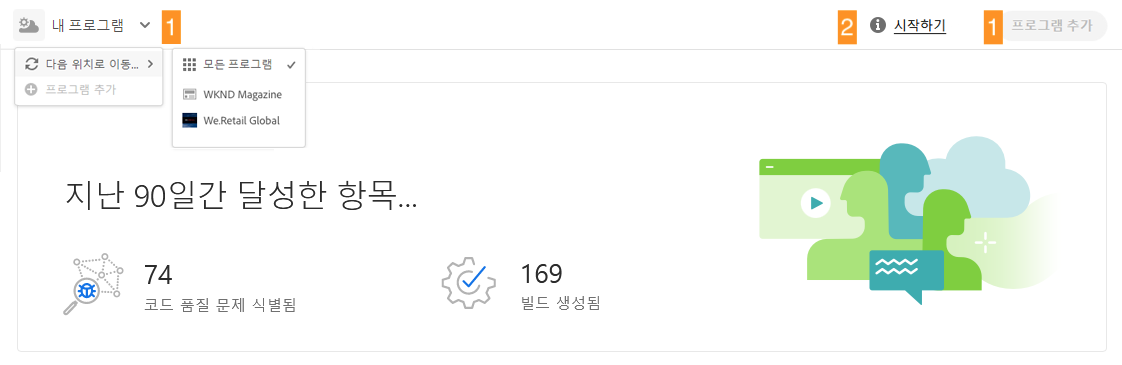 내 프로그램 1 2 시작하기 1 프로그램 추가
다음 위치로 이동...
프로그램 추가
모든 프로그램
WKND Magazine
We.Retail Global
지난 90일간 달성한 항목...
74
코드 품질 문제 식별됨
169
빌드 생성됨